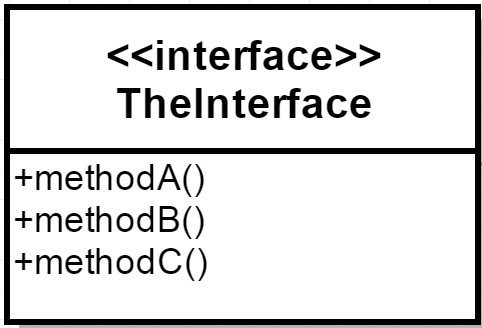 <<interface>>
TheInterface
+methodA()
+methodB()
+methodC()